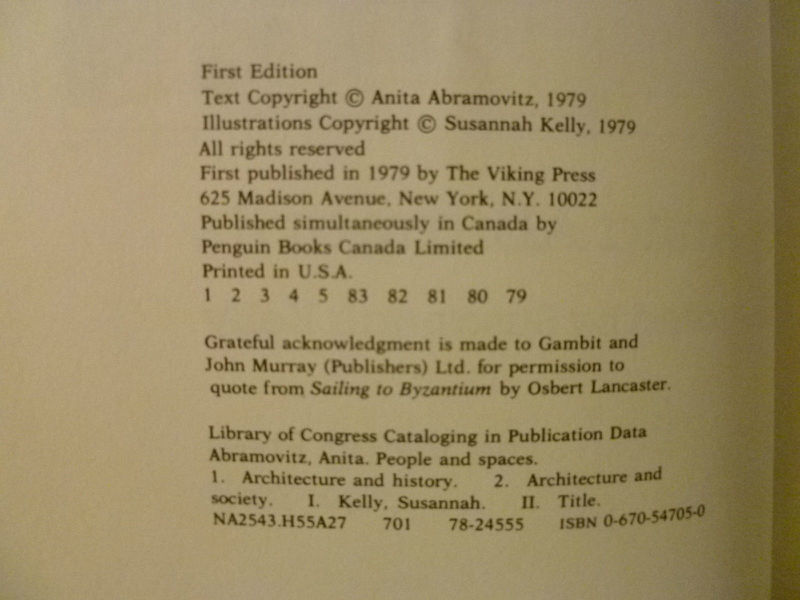 First Edition
Text Copyright © Anita Abramovitz, 1979
Illustrations Copyright © Susannah Kelly, 1979
All rights reserved
First published in 1979 by The Viking Press
625 Madison Avenue, New York, N.Y. 10022
Published simultaneously in Canada by
Penguin Books Canada Limited
Printed in U.S.A.
1 2 3 4 5 83 82 81 80 79
Grateful acknowledgment is made to Gambit and
John Murray (Publishers) Ltd. for permission to
quote from Sailing to Byzantium by Osbert Lancaster.
Library of Congress Cataloging in Publication Data
Abramovitz, Anita. People and spaces.
1. Architecture and history. 2. Architecture and
society. I. Kelly, Susannah. II. Title.
NA2543.H55A27 701 78-24555 ISBN 0-670-54705-0